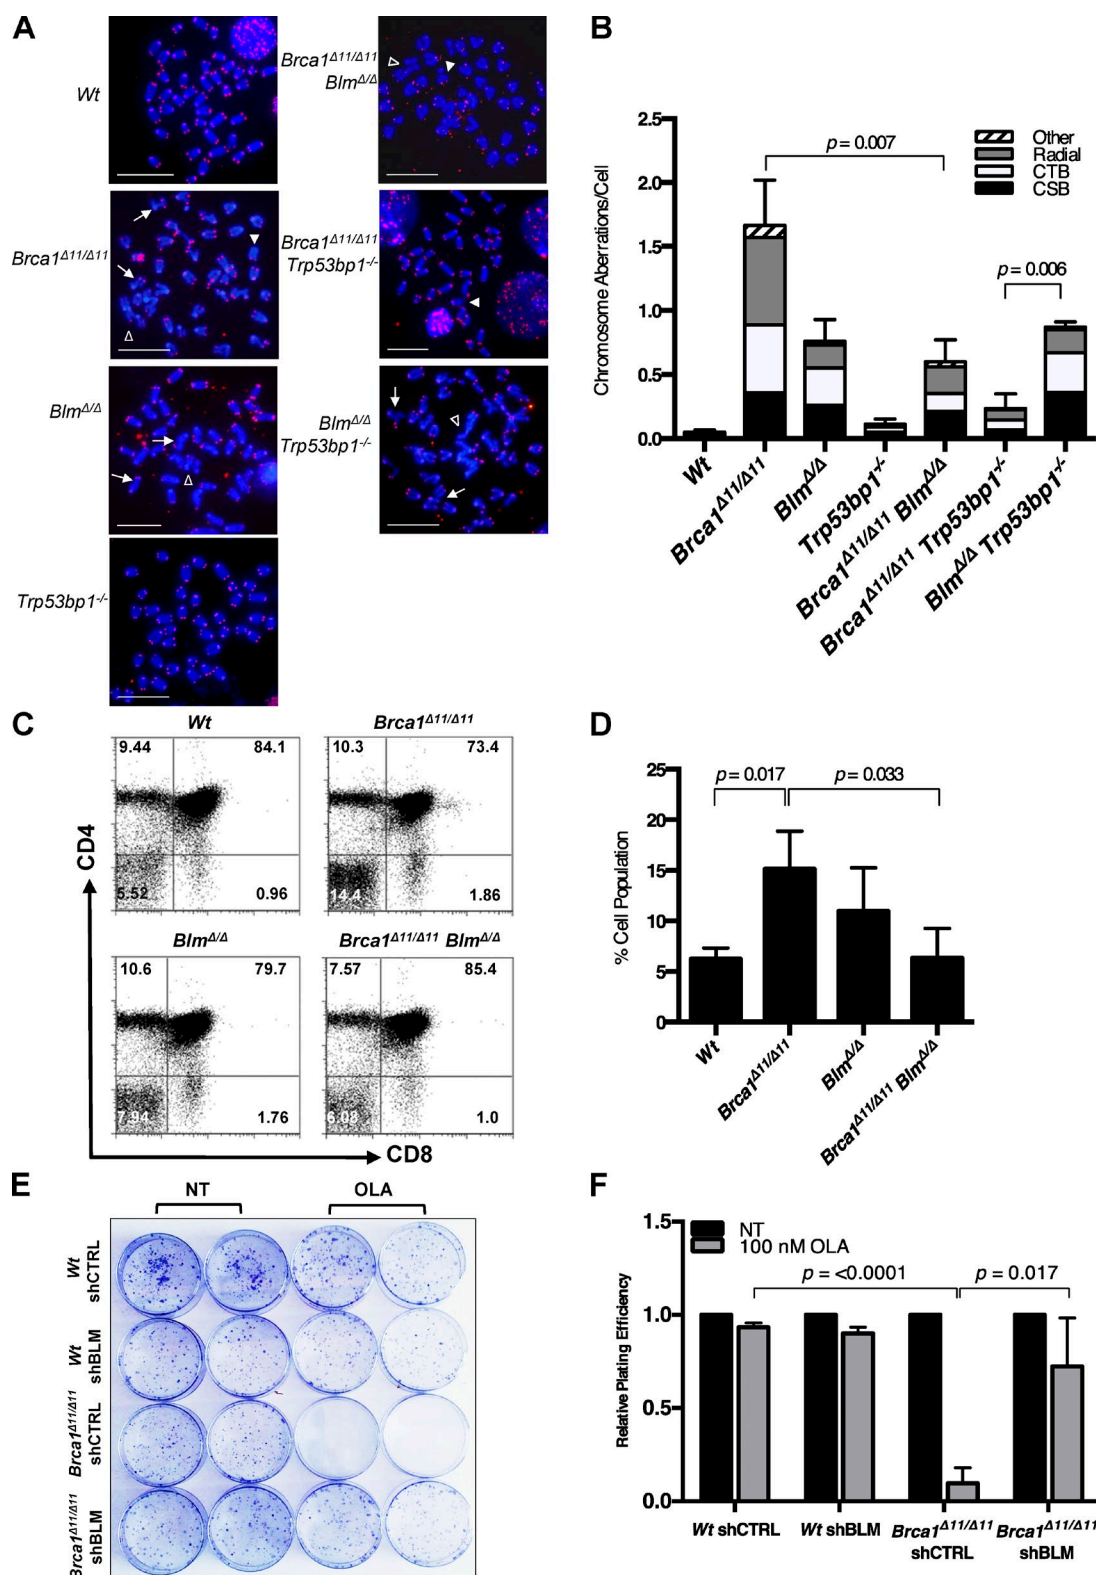 A
Wt
Brca1Δ11/Δ11
BlmΔ/Δ
Brca1Δ11/Δ11
BlmΔ/Δ
Brca1Δ11/Δ11
Trp53bp1-/-
BlmΔ/Δ
Trp53bp1-/-
Trp53bp1-/-
B
Chromosome Aberrations/Cell
2.5
2.0
1.5
1.0
0.5
0.0
p = 0.007
p = 0.006
Other
Radial
CTB
CSB
Wt
Brca1Δ11/Δ11
BlmΔ/Δ
Trp53bp1-/-
Brca1Δ11/Δ11 BlmΔ/Δ
Brca1Δ11/Δ11 Trp53bp1-/-
BlmΔ/Δ Trp53bp1-/-
C
Wt
9.44 84.1
5.52 0.96
Brca1Δ11/Δ11
10.3 73.4
14.4 1.86
BlmΔ/Δ
10.6 79.7
7.94 1.76
Brca1Δ11/Δ11 BlmΔ/Δ
7.57 85.4
6.08 1.0
CD4
CD8
D
% Cell Population
25
20
15
10
5
0
p = 0.017
p = 0.033
Wt
Brca1Δ11/Δ11
BlmΔ/Δ
Brca1Δ11/Δ11 BlmΔ/Δ
E
NT OLA
Wt
shCTRL
Wt
shBLM
Brca1Δ11/Δ11
shCTRL
Brca1Δ11/Δ11
shBLM
F
Relative Plating Efficiency
1.5
1.0
0.5
0.0
NT
100 nM OLA
p = <0.0001
p = 0.017
Wt shCTRL
Wt shBLM
Brca1Δ11/Δ11
shCTRL
Brca1Δ11/Δ11
shBLM